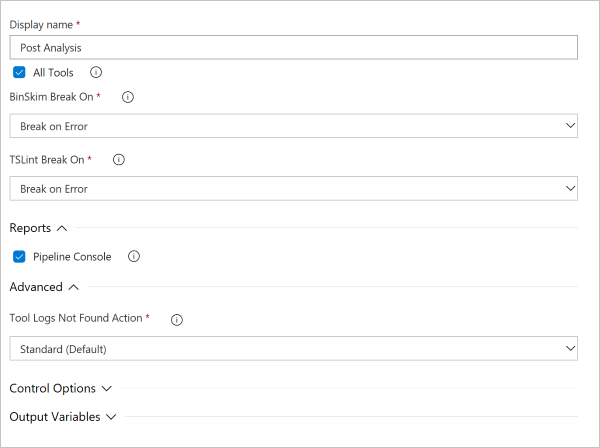 Display name *
Post Analysis
All Tools
BinSkim Break On *
Break on Error
TSLint Break On *
Break on Error
Reports
Pipeline Console
Advanced
Tool Logs Not Found Action *
Standard (Default)
Control Options
Output Variables